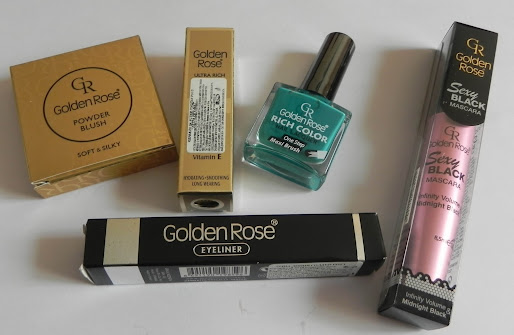 GR
Golden Rose®
POWDER
BLUSH
SOFT & SILKY
Golden
Rose®
ULTRA RICH
Vitamin E
HYDRATING-SMOOTHING
LONG WEARING
GR
Golden Rose®
RICH COLOR
One Step
Maxi Brush
GR
Golden
Rose®
Sexy
BLACK
MASCARA
GR
Golden
Rose
Sexy
BLACK
MASCARA
Infinity Volume
Midnight
Infinity Volume
Midnight Black
Golden Rose®
EYELINER